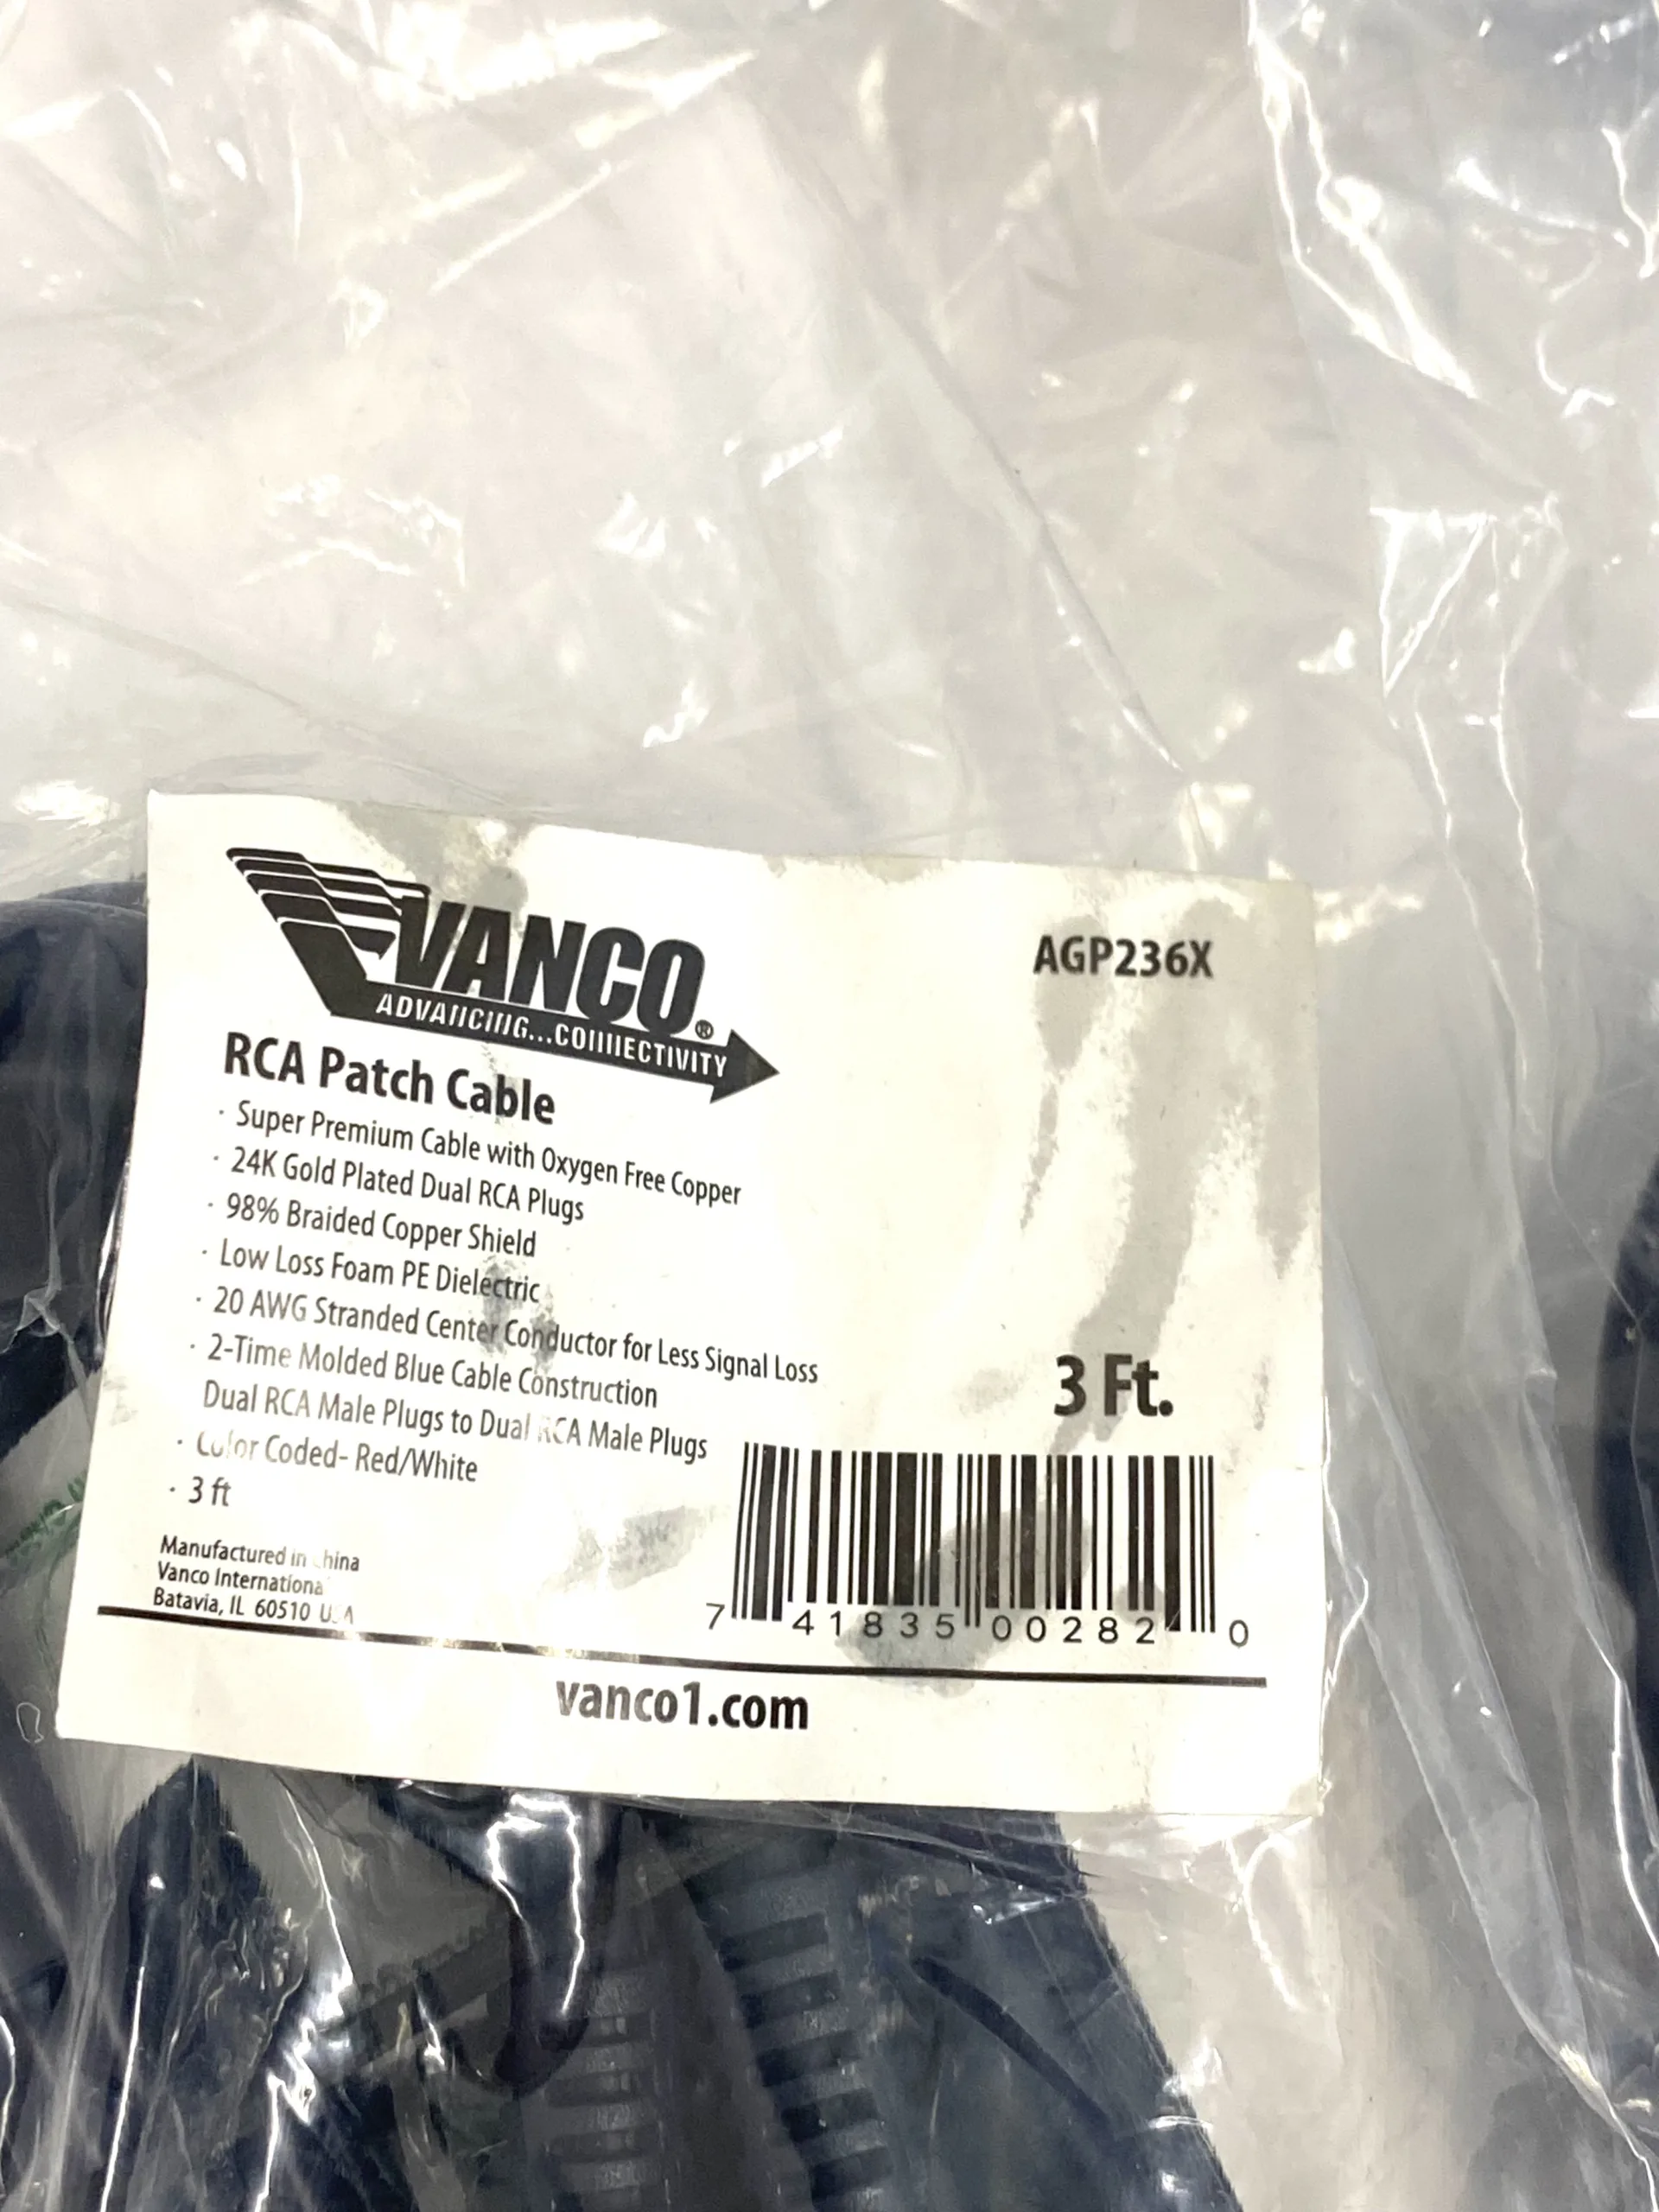 VANCO®
ADVANCING...CONNECTIVITY
AGP236X
RCA Patch Cable
· Super Premium Cable with Oxygen Free Copper
· 24K Gold Plated Dual RCA Plugs
· 98% Braided Copper Shield
· Low Loss Foam PE Dielectric
· 20 AWG Stranded Center Conductor for Less Signal Loss
· 2-Time Molded Blue Cable Construction
Dual RCA Male Plugs to Dual RCA Male Plugs
· Color Coded- Red/White
· 3 ft
3 Ft.
Manufactured in China
Vanco International
Batavia, IL 60510 USA
7 41835 00282 0
vanco1.com